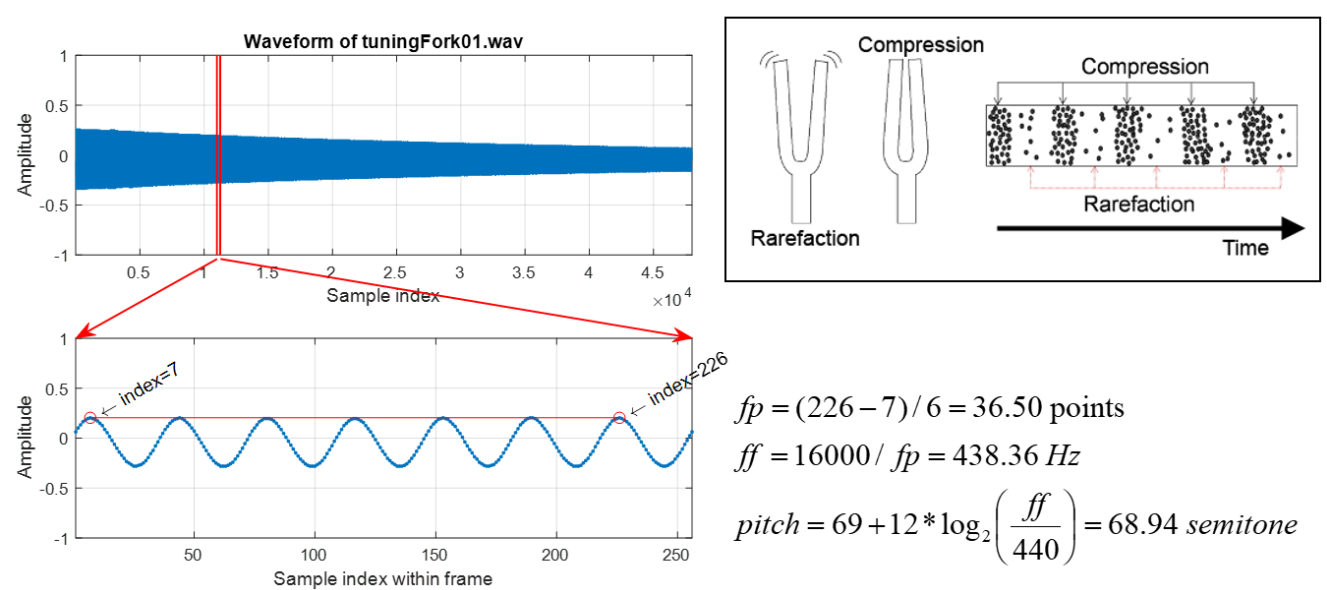 Waveform of tuningFork01.wav
1
0.5
0
-0.5
-1
Amplitude
0.5 1 1.5 2 2.5 3 3.5 4 4.5
Sample index
×10⁴
1
0.5
0
-0.5
-1
Amplitude
← index=7
← index=226
50 100 150 200 250
Sample index within frame
Compression
Rarefaction
Compression
Rarefaction
Time
fp = (226 − 7) / 6 = 36.50 points
ff = 16000 / fp = 438.36 Hz
pitch = 69 + 12 * log₂(ff/440) = 68.94 semitone